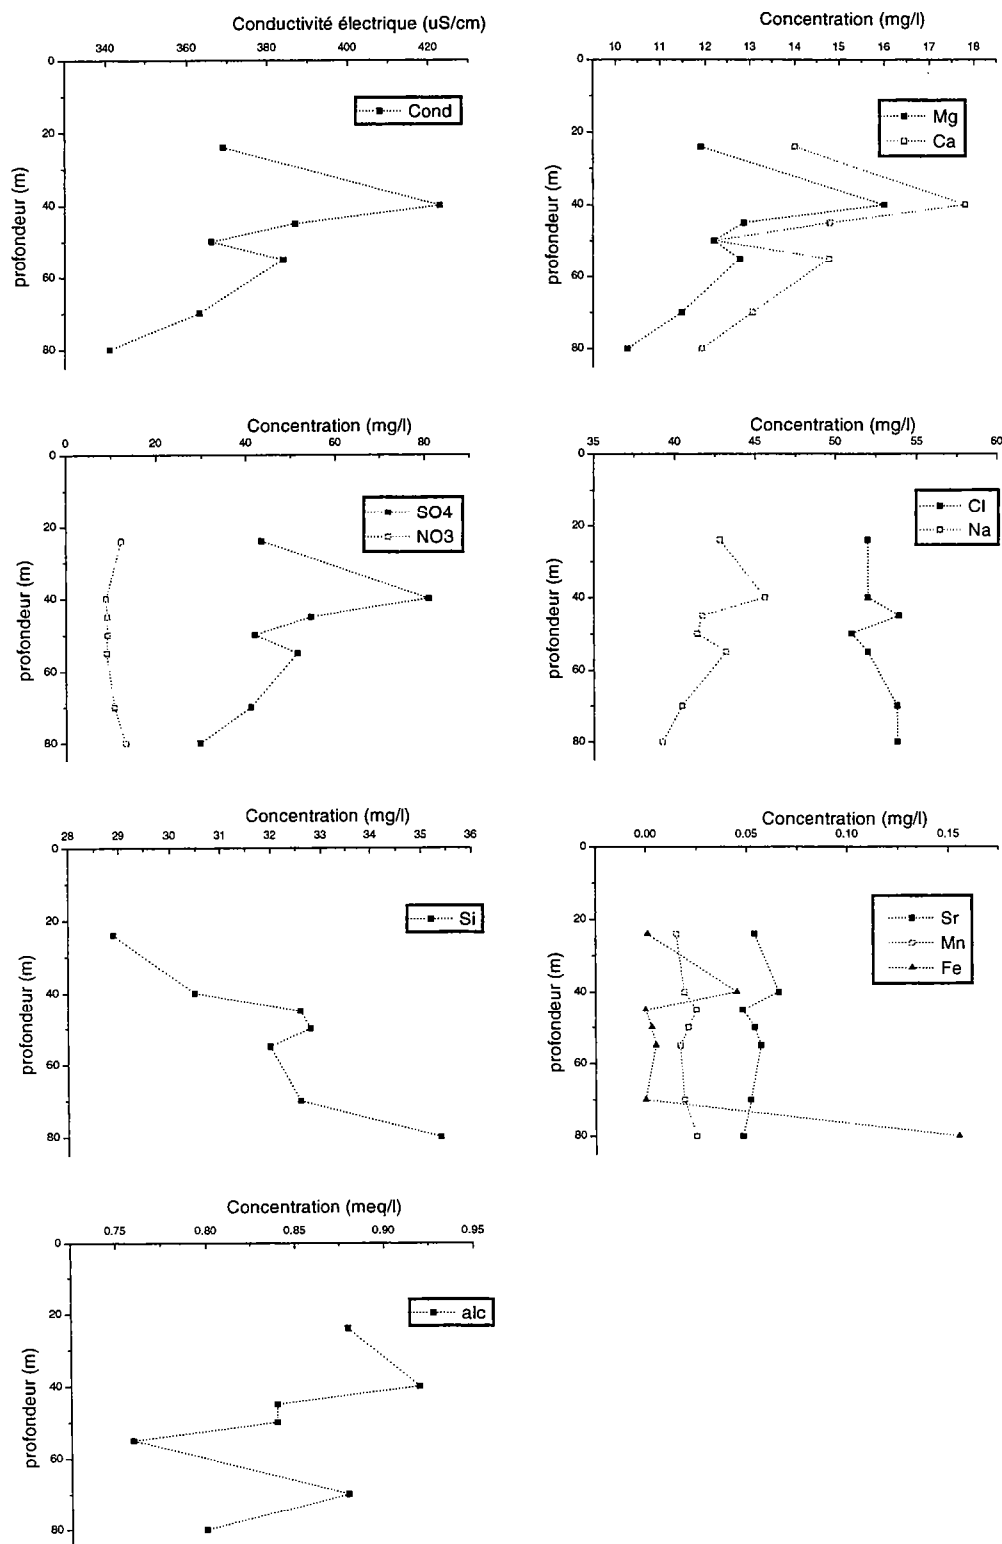 Conductivité électrique (uS/cm)
340 360 380 400 420
0
20
40
60
80
profondeur (m)
Cond
Concentration (mg/l)
10 11 12 13 14 15 16 17 18
0
20
40
60
80
profondeur (m)
Mg
Ca
Concentration (mg/l)
0 20 40 60 80
0
20
40
60
80
profondeur (m)
SO4
NO3
Concentration (mg/l)
35 40 45 50 55 60
0
20
40
60
80
profondeur (m)
Cl
Na
Concentration (mg/l)
28 29 30 31 32 33 34 35 36
0
20
40
60
80
profondeur (m)
Si
Concentration (mg/l)
0.00 0.05 0.10 0.15
0
20
40
60
80
profondeur (m)
Sr
Mn
Fe
Concentration (meq/l)
0.75 0.80 0.85 0.90 0.95
0
20
40
60
80
profondeur (m)
alc